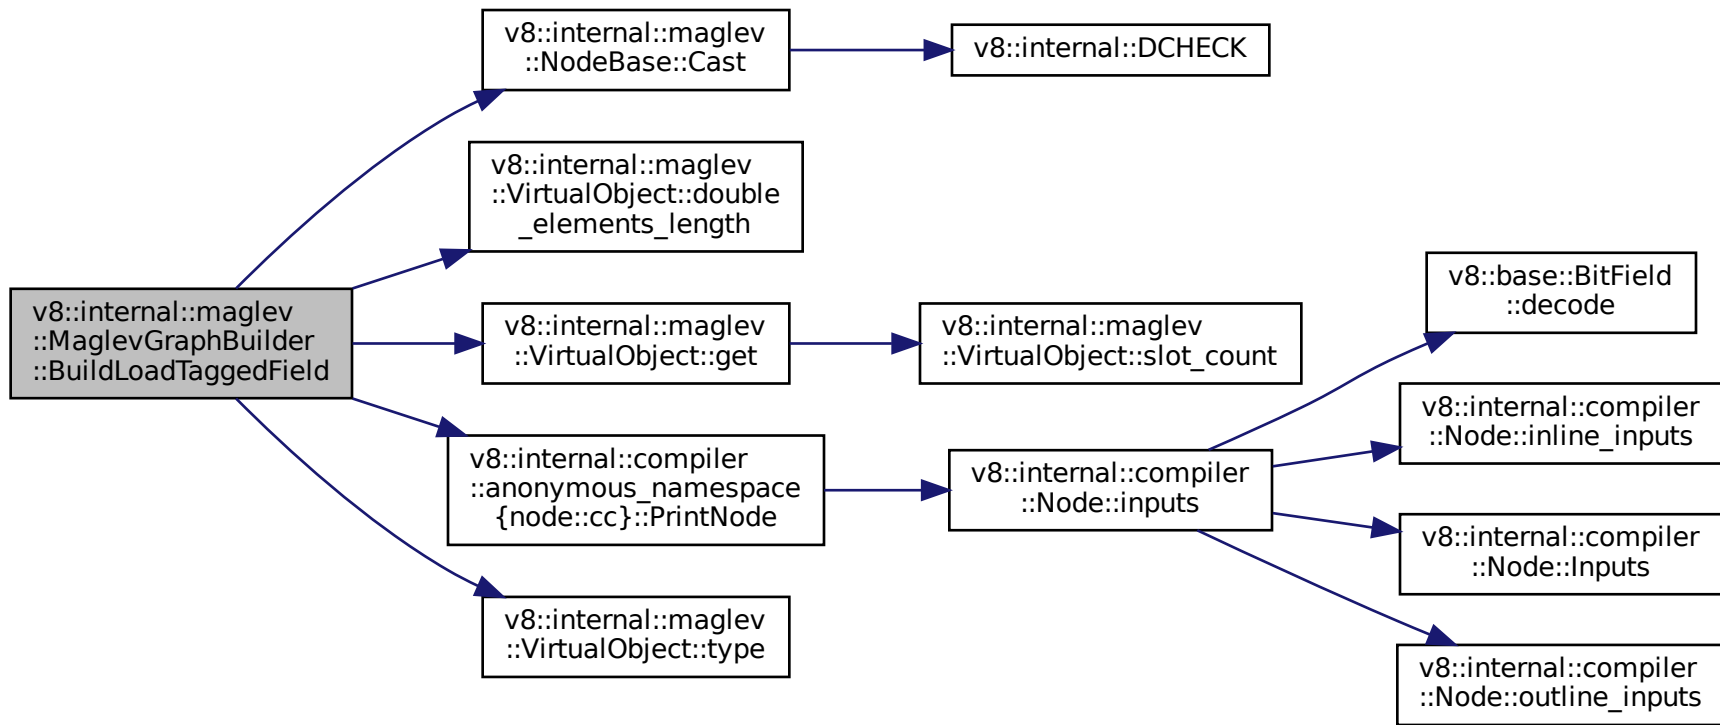 v8::internal::maglev
::MaglevGraphBuilder
::BuildLoadTaggedField
v8::internal::maglev
::NodeBase::Cast
v8::internal::DCHECK
v8::internal::maglev
::VirtualObject::double
_elements_length
v8::internal::maglev
::VirtualObject::get
v8::internal::maglev
::VirtualObject::slot_count
v8::internal::compiler
::anonymous_namespace
{node::cc}::PrintNode
v8::internal::compiler
::Node::inputs
v8::base::BitField
::decode
v8::internal::compiler
::Node::inline_inputs
v8::internal::compiler
::Node::Inputs
v8::internal::compiler
::Node::outline_inputs
v8::internal::maglev
::VirtualObject::type